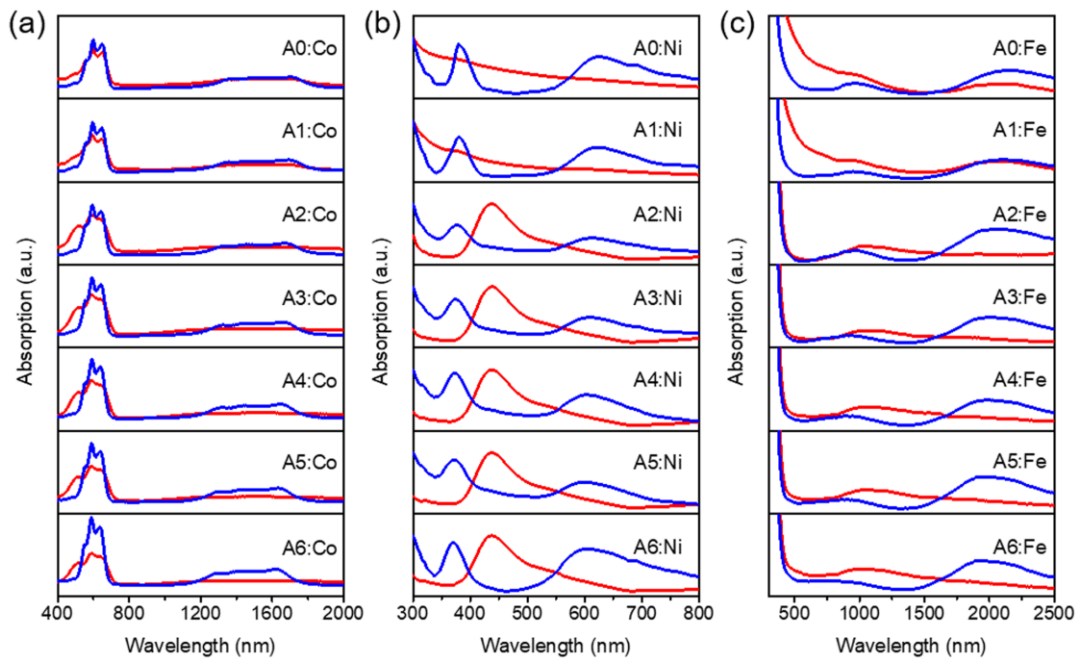 (a)
A0:Co
A1:Co
A2:Co
A3:Co
A4:Co
A5:Co
A6:Co
Absorption (a.u.)
400 800 1200 1600 2000
Wavelength (nm)
(b)
A0:Ni
A1:Ni
A2:Ni
A3:Ni
A4:Ni
A5:Ni
A6:Ni
Absorption (a.u.)
300 400 500 600 700 800
Wavelength (nm)
(c)
A0:Fe
A1:Fe
A2:Fe
A3:Fe
A4:Fe
A5:Fe
A6:Fe
Absorption (a.u.)
500 1000 1500 2000 2500
Wavelength (nm)